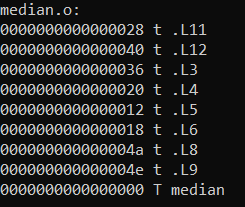 median.o:
0000000000000028 t .L11
0000000000000040 t .L12
0000000000000036 t .L3
0000000000000020 t .L4
0000000000000012 t .L5
0000000000000018 t .L6
000000000000004a t .L8
000000000000004e t .L9
0000000000000000 T median